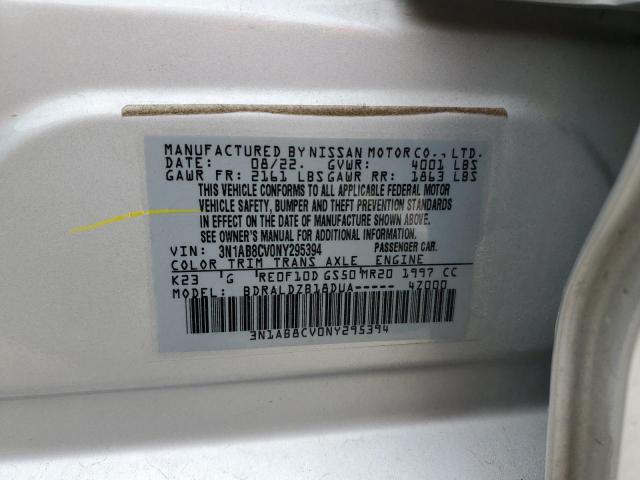 MANUFACTURED BY NISSAN MOTOR CO., LTD.
DATE: 08/22. GVWR: 4001 LBS
GAWR FR: 2161 LBS GAWR RR: 1863 LBS
THIS VEHICLE CONFORMS TO ALL APPLICABLE FEDERAL MOTOR
VEHICLE SAFETY, BUMPER AND THEFT PREVENTION STANDARDS
IN EFFECT ON THE DATE OF MANUFACTURE SHOWN ABOVE.
SEE OWNER'S MANUAL FOR ADDITIONAL INFORMATION.
VIN: 3N1AB8CV0NY295394 PASSENGER CAR.
COLOR TRIM TRANS AXLE ENGINE
K23 'G 'RE0F10D GS50'MR20 1997 CC
MODEL: BDRALDZB18DUA----- 47000
3N1AB8CV0NY295394